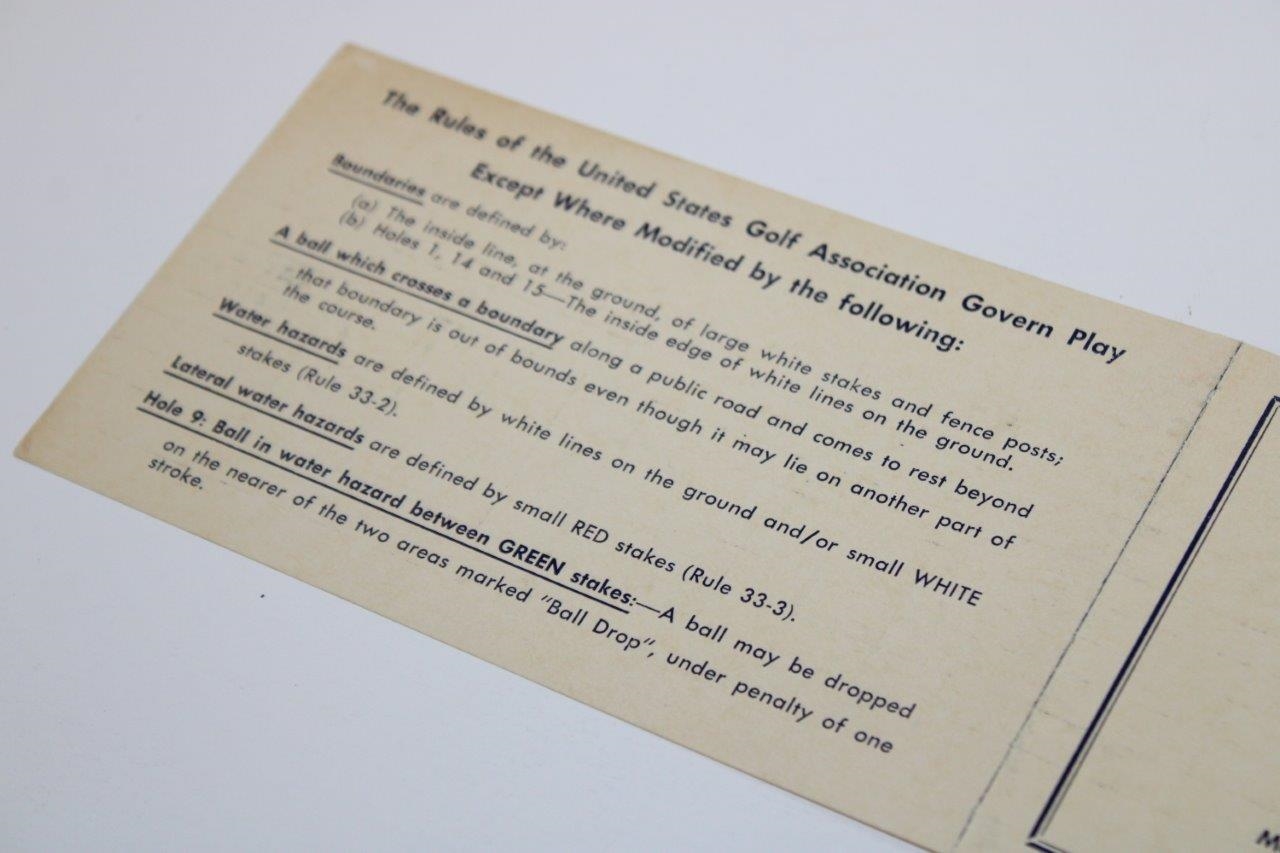 The Rules of the United States Golf Association Govern Play
Except Where Modified by the following:
Boundaries are defined by:
(a) The inside line, at the ground, of large white stakes and fence posts;
(b) Holes 1, 14 and 15—The inside edge of white lines on the ground.
A ball which crosses a boundary along a public road and comes to rest beyond
that boundary is out of bounds even though it may lie on another part of
the course.
Water hazards are defined by white lines on the ground and/or small WHITE
stakes (Rule 33-2).
Lateral water hazards are defined by small RED stakes (Rule 33-3).
Hole 9: Ball in water hazard between GREEN stakes:—A ball may be dropped
on the nearer of the two areas marked "Ball Drop", under penalty of one
stroke.